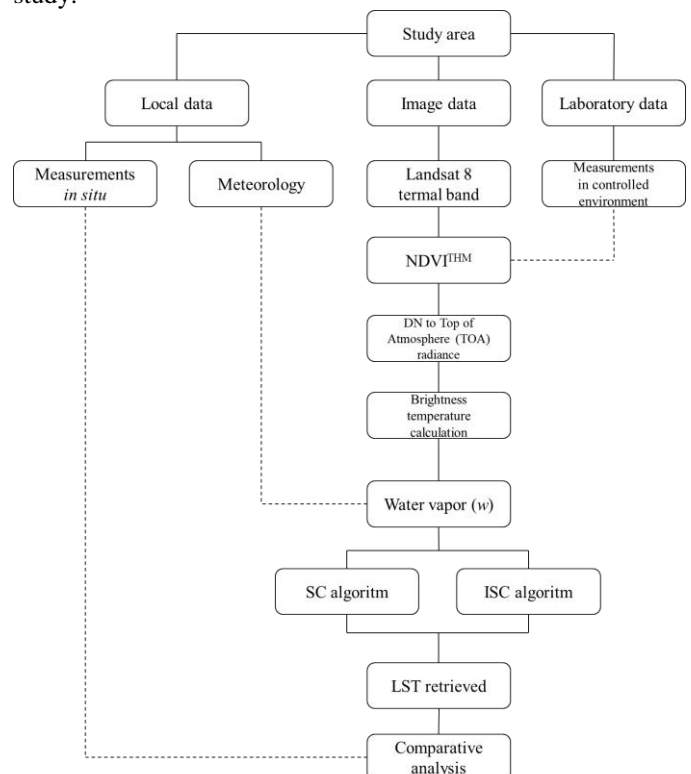 study.
Study area
Local data
Image data
Laboratory data
Measurements
in situ
Meteorology
Landsat 8
termal band
Measurements
in controlled
environment
NDVITHM
DN to Top of
Atmosphere (TOA)
radiance
Brightness
temperature
calculation
Water vapor (w)
SC algoritm
ISC algoritm
LST retrieved
Comparative
analysis